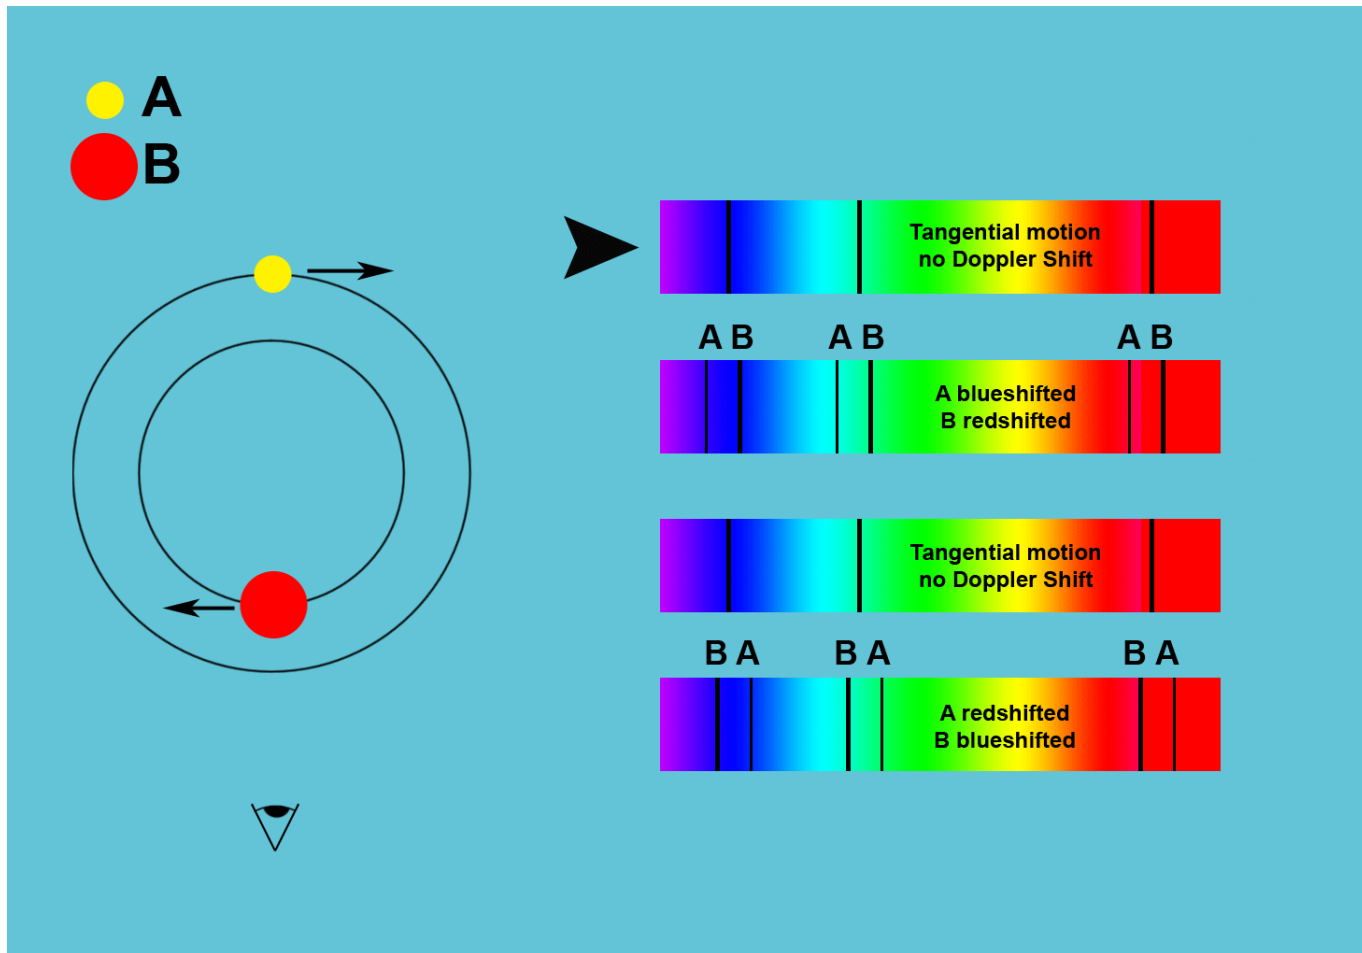 A
B
Tangential motion
no Doppler Shift
A B A B A B
A blueshifted
B redshifted
Tangential motion
no Doppler Shift
B A B A B A
A redshifted
B blueshifted